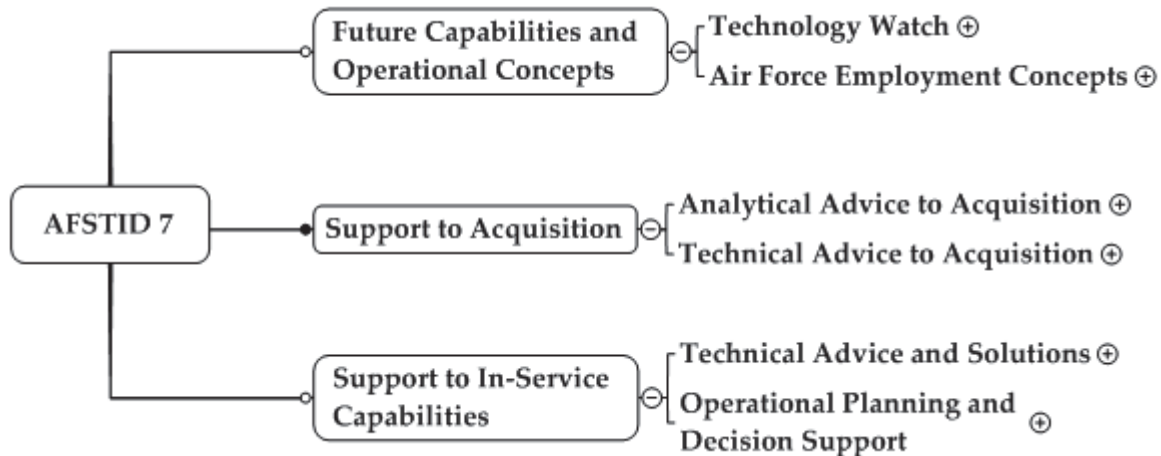 Future Capabilities and
Operational Concepts
Technology Watch
Air Force Employment Concepts
AFSTID 7
Support to Acquisition
Analytical Advice to Acquisition
Technical Advice to Acquisition
Support to In-Service
Capabilities
Technical Advice and Solutions
Operational Planning and
Decision Support